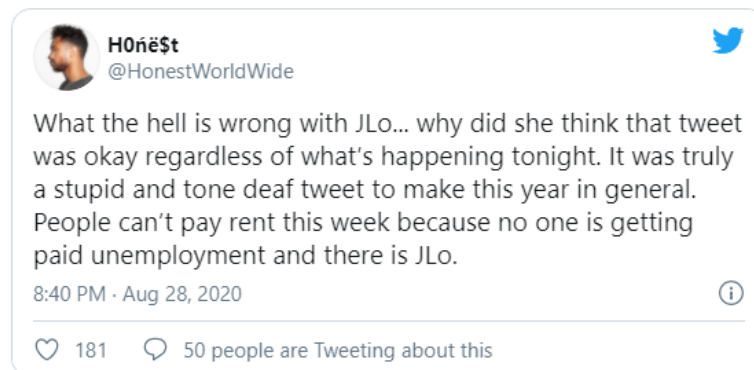 H0ńë$t
@HonestWorldWide
What the hell is wrong with JLo... why did she think that tweet
was okay regardless of what's happening tonight. It was truly
a stupid and tone deaf tweet to make this year in general.
People can't pay rent this week because no one is getting
paid unemployment and there is JLo.
8:40 PM · Aug 28, 2020
181 50 people are Tweeting about this